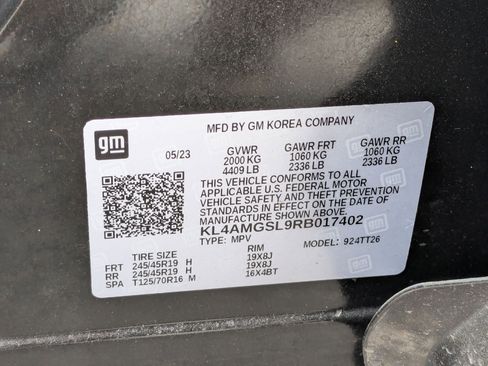 gm
MFD BY GM KOREA COMPANY
05/23 GVWR GAWR FRT GAWR RR
2000 KG 1060 KG 1060 KG
4409 LB 2336 LB 2336 LB
THIS VEHICLE CONFORMS TO ALL
APPLICABLE U.S. FEDERAL MOTOR
VEHICLE SAFETY AND THEFT PREVENTION
STANDARDS IN EFFECT ON THE DATE
OF MANUFACTURE SHOWN ABOVE.
KL4AMGSL9RB017402
TYPE: MPV MODEL: 924TT26
TIRE SIZE RIM
FRT 245/45R19 H 19X8J
RR 245/45R19 H 19X8J
SPA T125/70R16 M 16X4BT